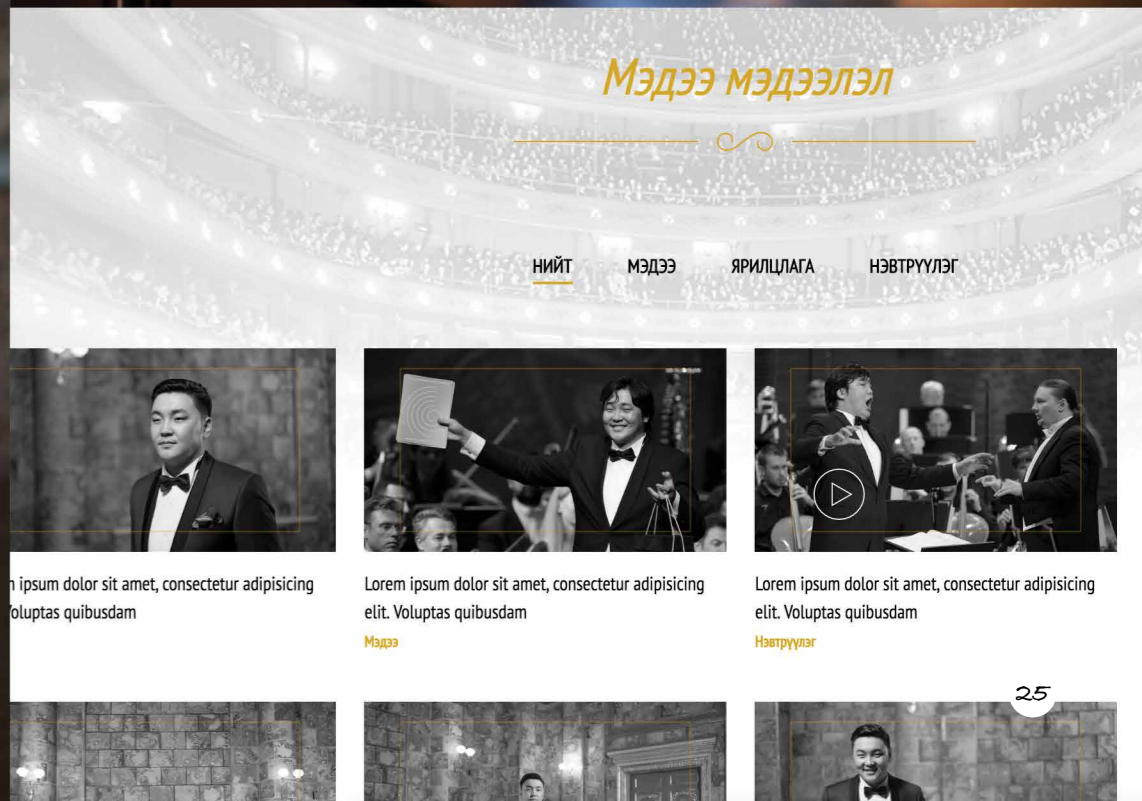 Мэдээ мэдээлэл
НИЙТ МЭДЭЭ ЯРИЛЦЛАГА НЭВТРҮҮЛЭГ
ipsum dolor sit amet, consectetur adipisicing
oluptas quibusdam
Lorem ipsum dolor sit amet, consectetur adipisicing
elit. Voluptas quibusdam
Мэдээ
Lorem ipsum dolor sit amet, consectetur adipisicing
elit. Voluptas quibusdam
Нэвтрүүлэг
25